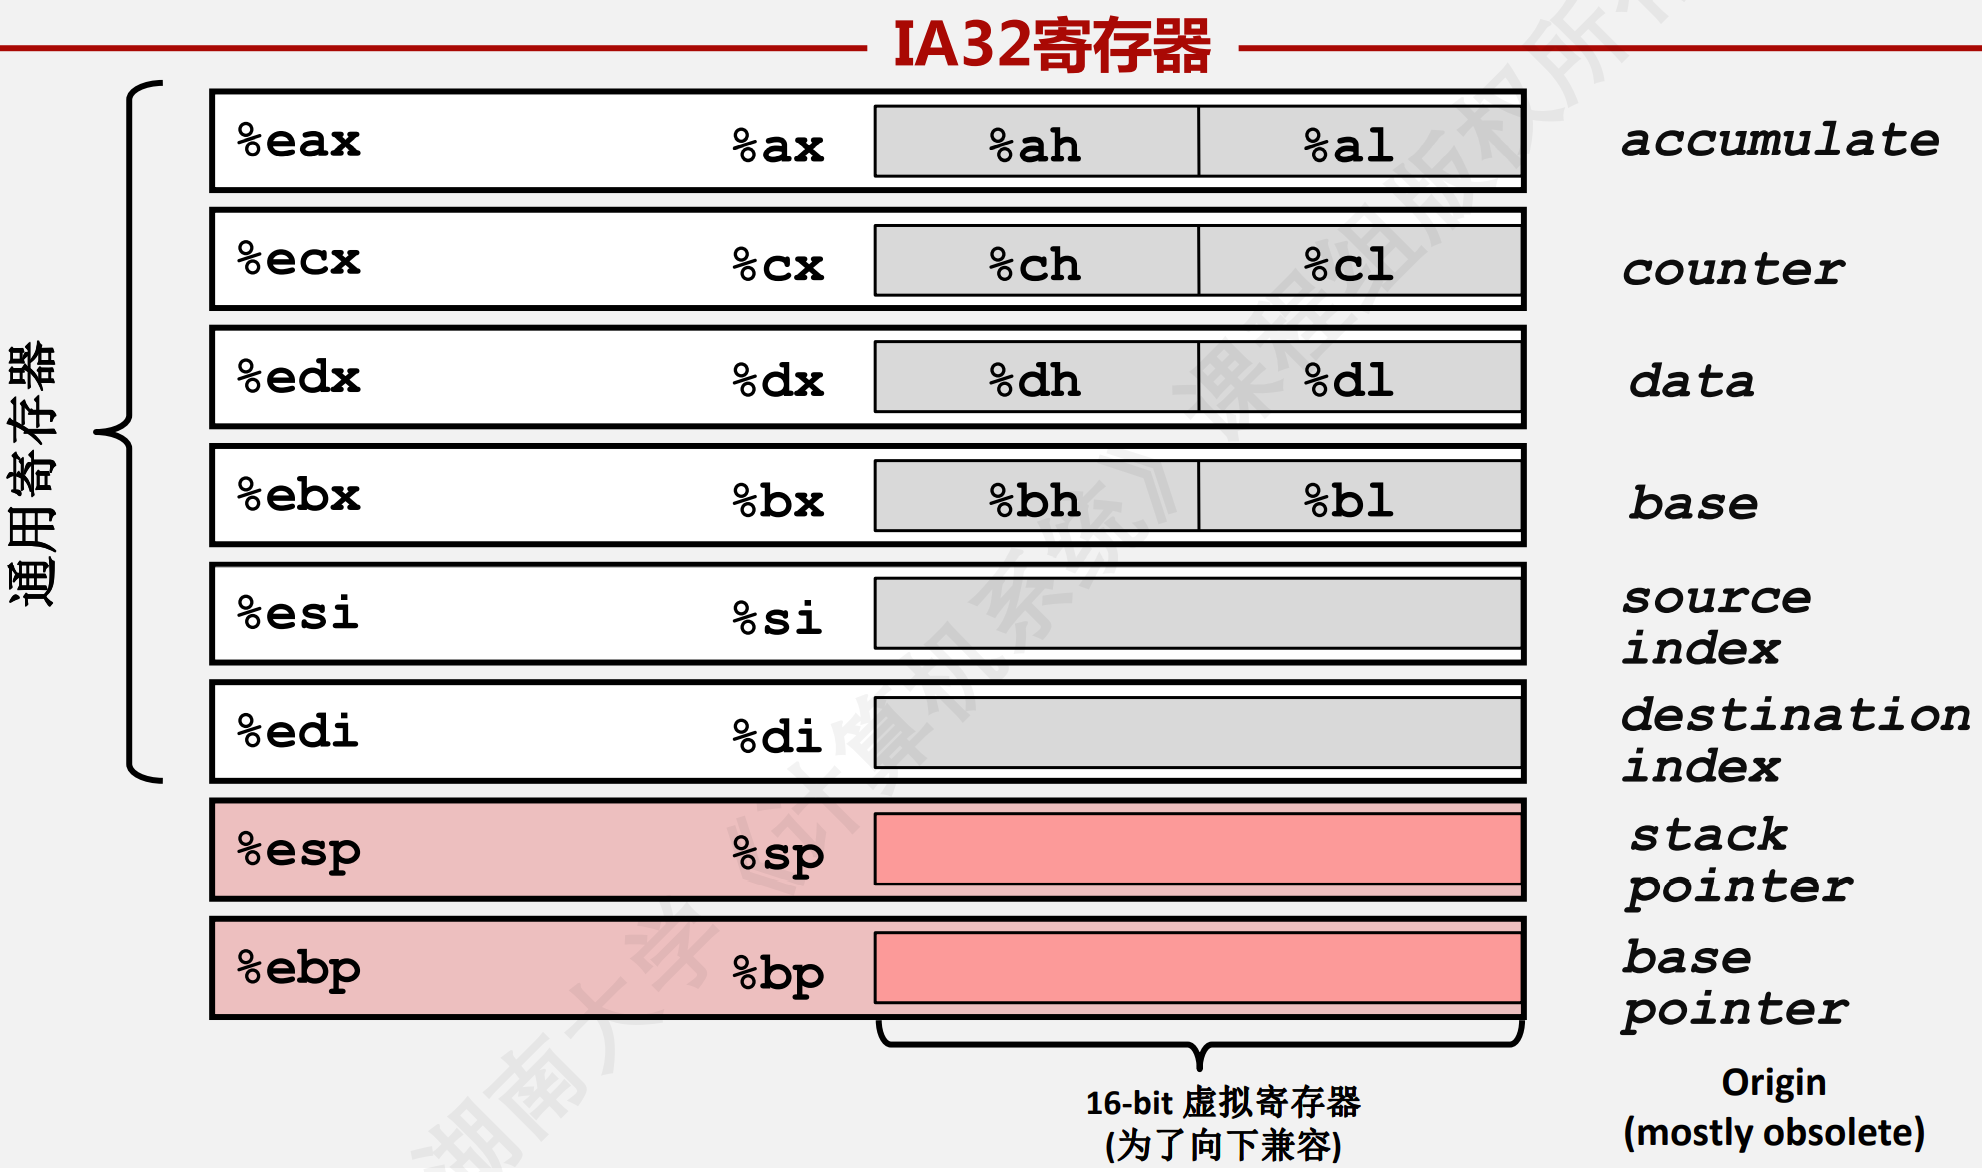 IA32寄存器
通用寄存器
%eax %ax %ah %al accumulate
%ecx %cx %ch %cl counter
%edx %dx %dh %dl data
%ebx %bx %bh %bl base
%esi %si source
index
%edi %di destination
index
%esp %sp stack
pointer
%ebp %bp base
pointer
16-bit 虚拟寄存器
(为了向下兼容)
Origin
(mostly obsolete)
湖南大学《计算机系统》课程组版权所有